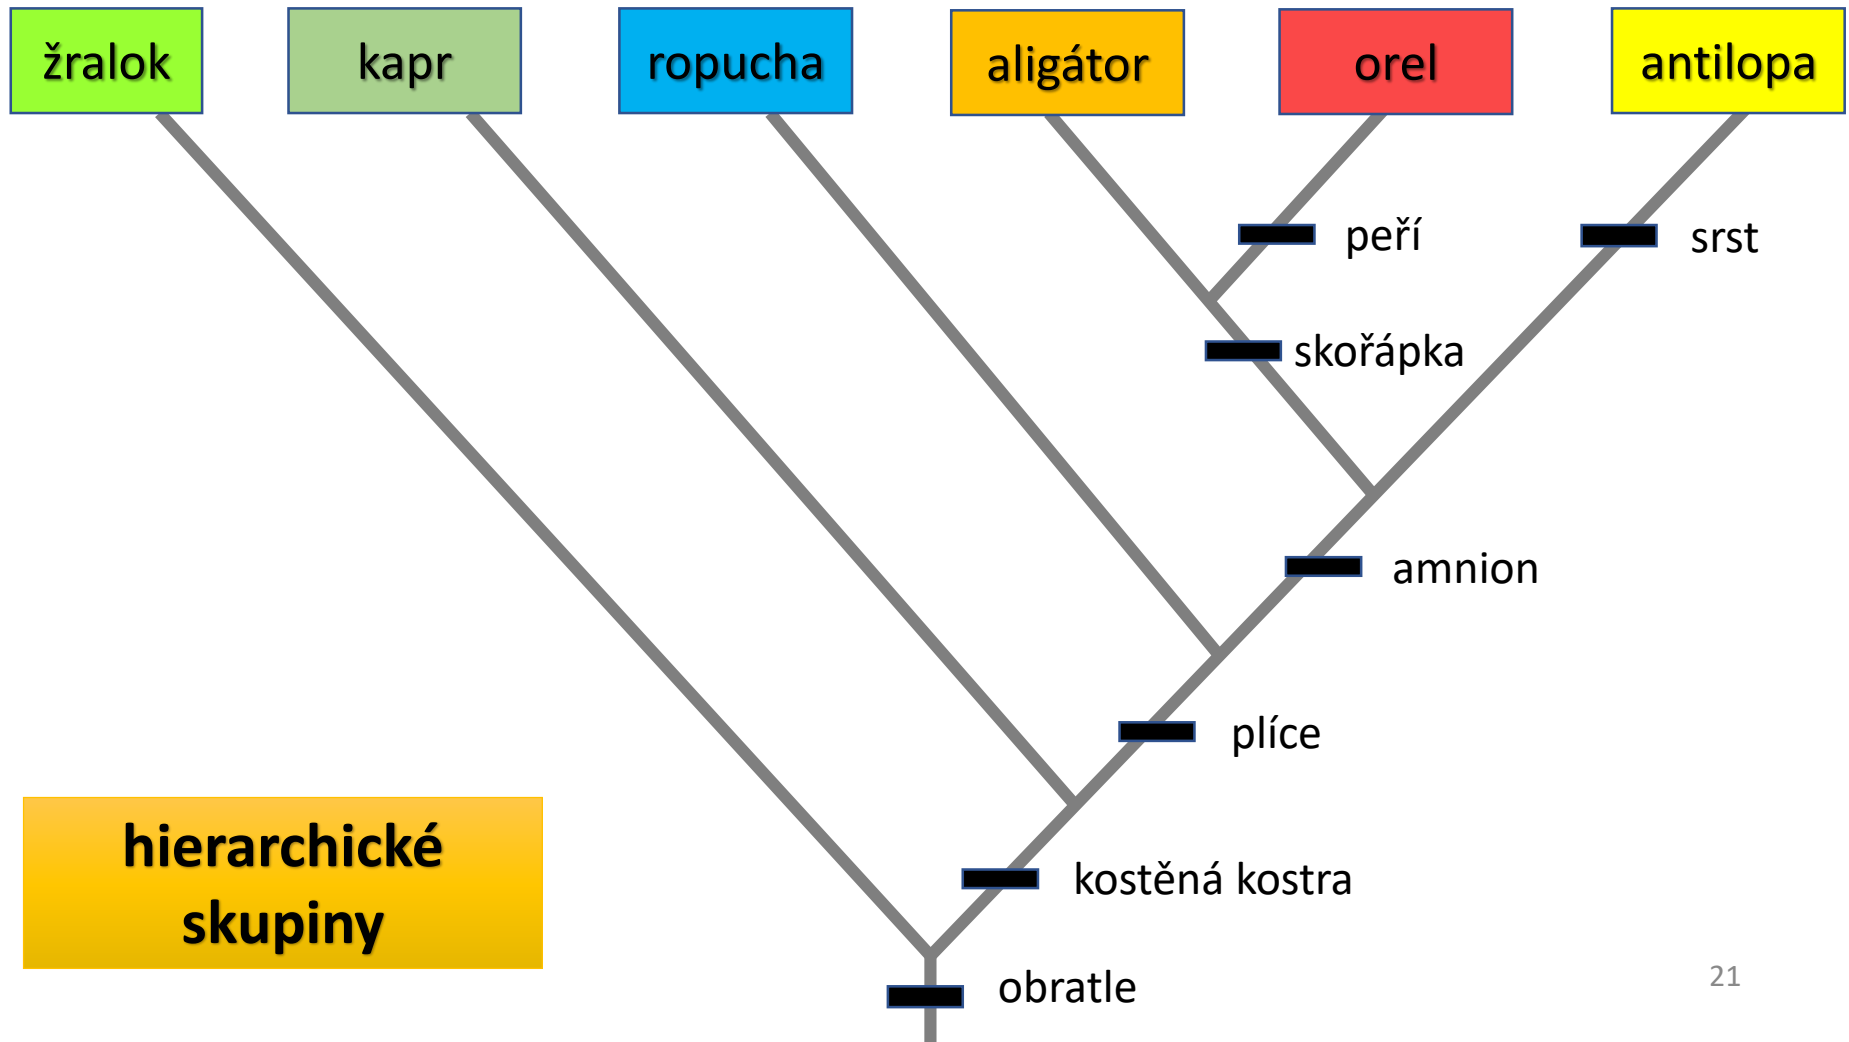 žralok
kapr
ropucha
aligátor
orel
antilopa
peří
srst
skořápka
amnion
plíce
kostěná kostra
obratle
hierarchické
skupiny
21